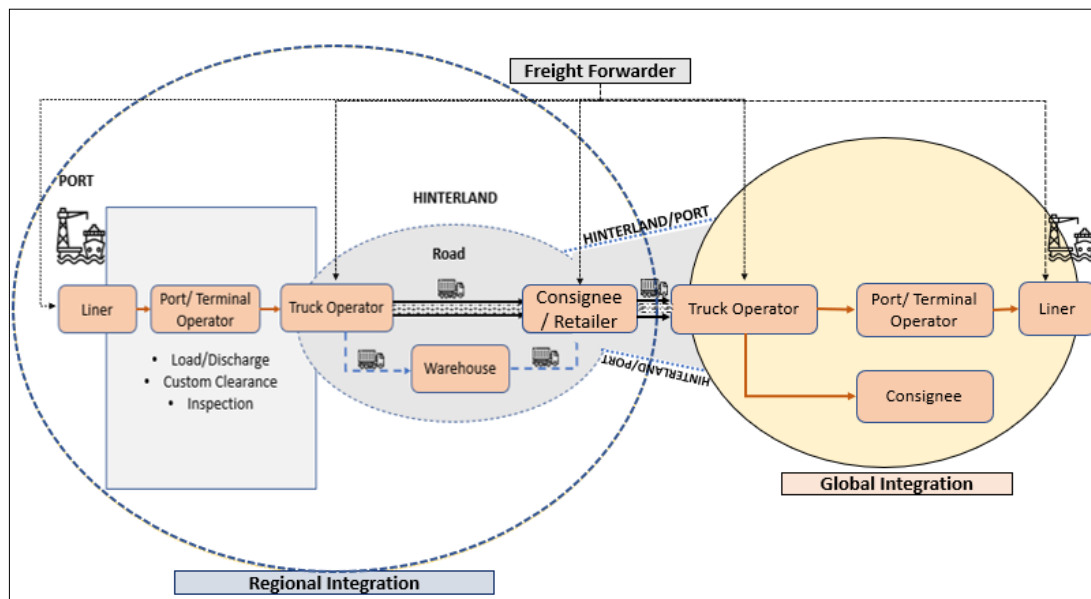 Freight Forwarder
PORT
HINTERLAND
HINTERLAND/PORT
Road
Liner
Port/ Terminal
Operator
Truck Operator
Consignee
/ Retailer
Truck Operator
Port/ Terminal
Operator
Liner
• Load/Discharge
• Custom Clearance
• Inspection
Warehouse
HINTERLAND/PORT
Consignee
Global Integration
Regional Integration